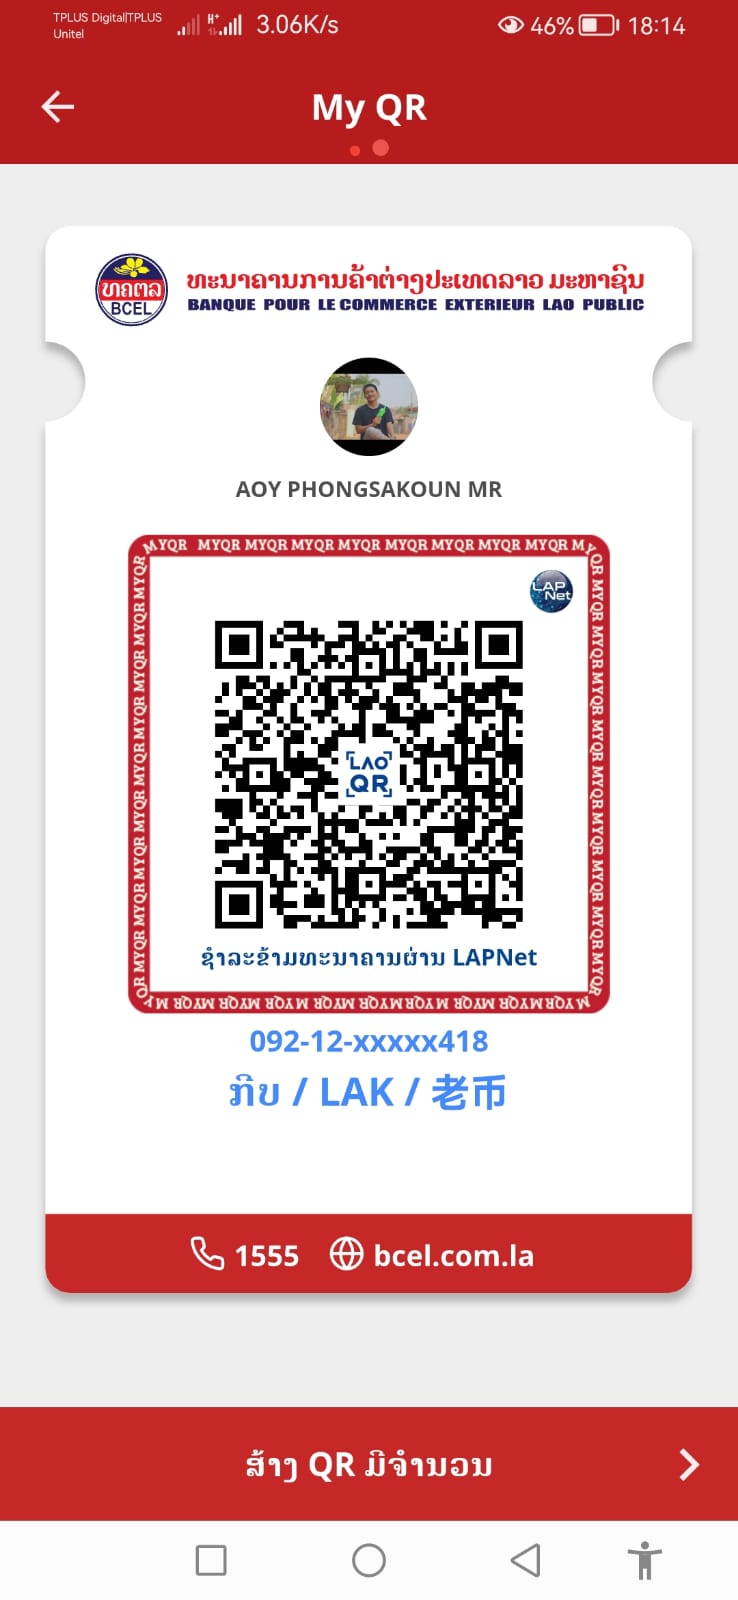 TPLUS Digital|TPLUS
Unitel
H+
3.06K/s
46%
18:14
My QR
ທຄຕລ
BCEL
ທະນາຄານການຄ້າຕ່າງປະເທດລາວ ມະຫາຊົນ
BANQUE POUR LE COMMERCE EXTERIEUR LAO PUBLIC
AOY PHONGSAKOUN MR
MYQR MYQR MYQR MYQR MYQR MYQR MYQR MYQR MYQR
LAP
Net
LAO
QR
ຊຳລະຂ້າມທະນາຄານຜ່ານ LAPNet
092-12-xxxxx418
ກີບ / LAK / 老币
1555
bcel.com.la
ສ້າງ QR ມີຈຳນວນ